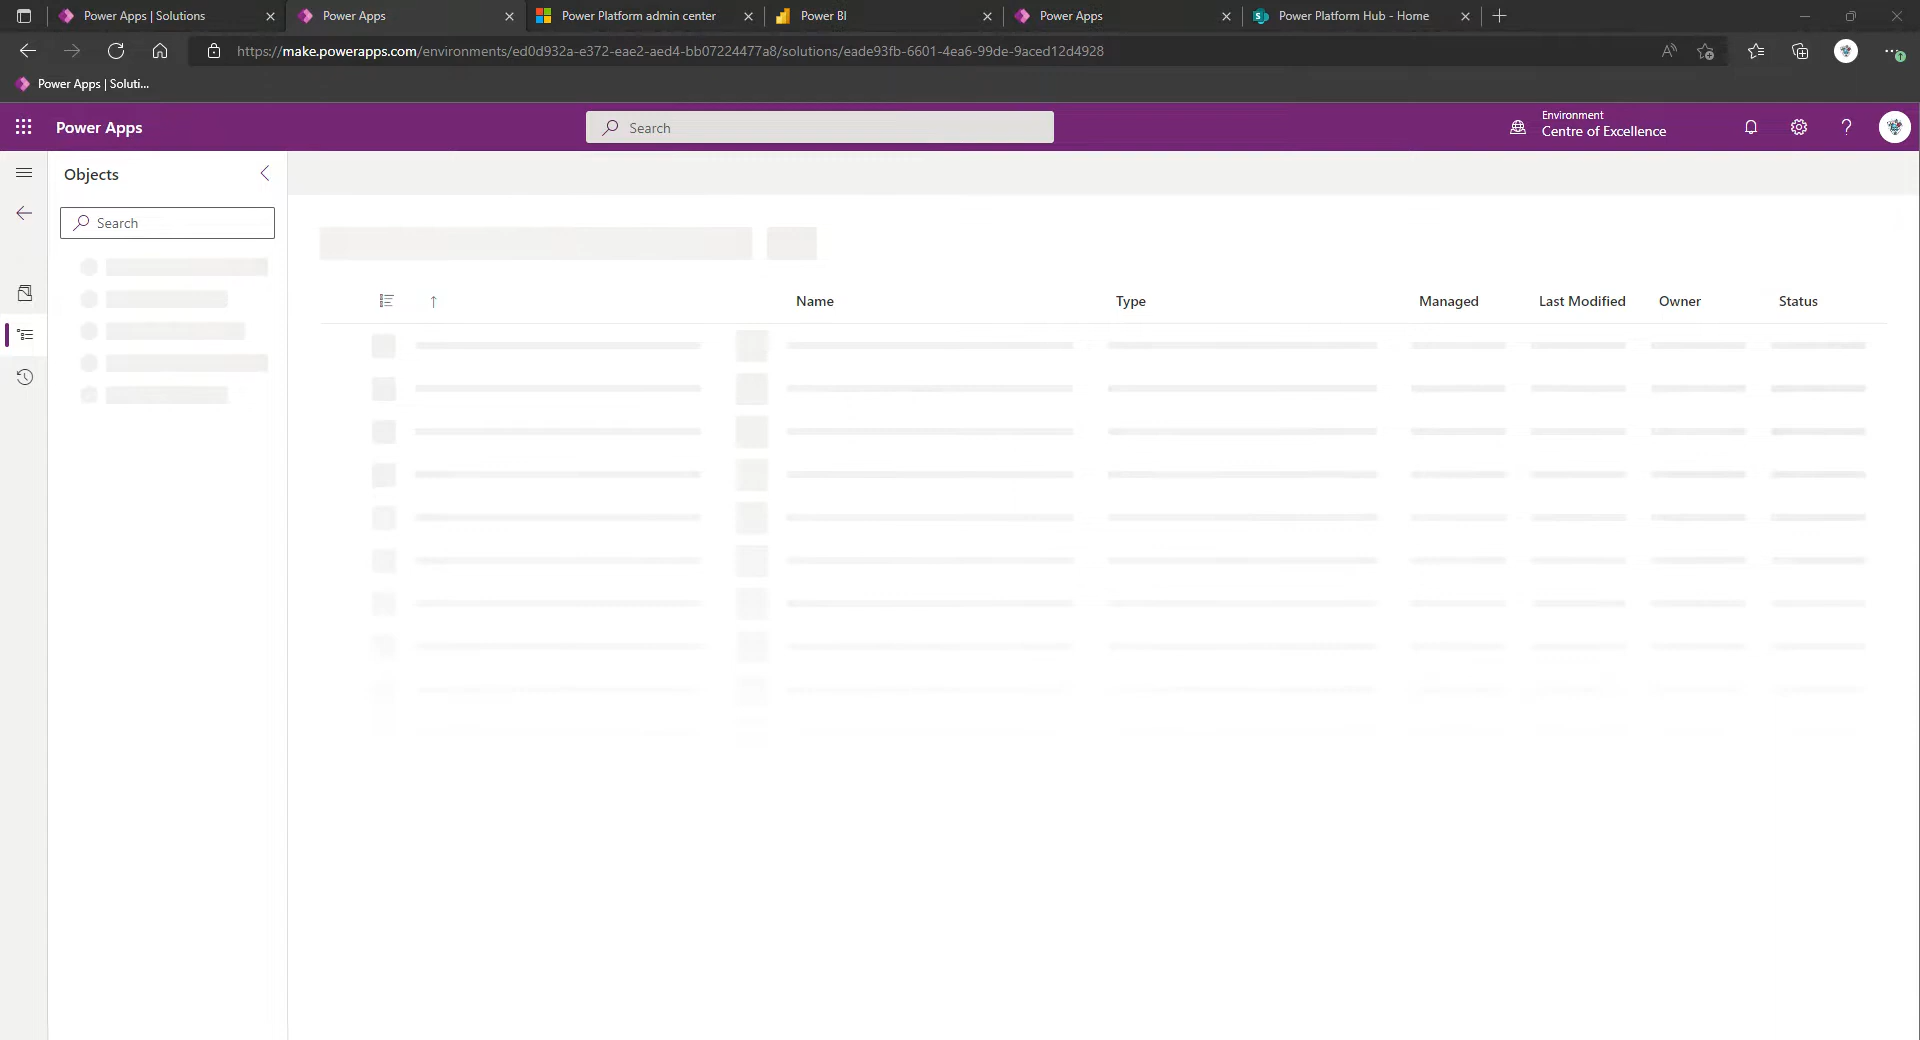 Power Apps | Solutions
Power Apps
Power Platform admin center
Power BI
Power Apps
Power Platform Hub - Home
https://make.powerapps.com/environments/ed0d932a-e372-eae2-aed4-bb07224477a8/solutions/eade93fb-6601-4ea6-99de-9aced12d4928
Power Apps | Soluti...
Power Apps
Search
Environment
Centre of Excellence
Objects
Search
Name
Type
Managed
Last Modified
Owner
Status